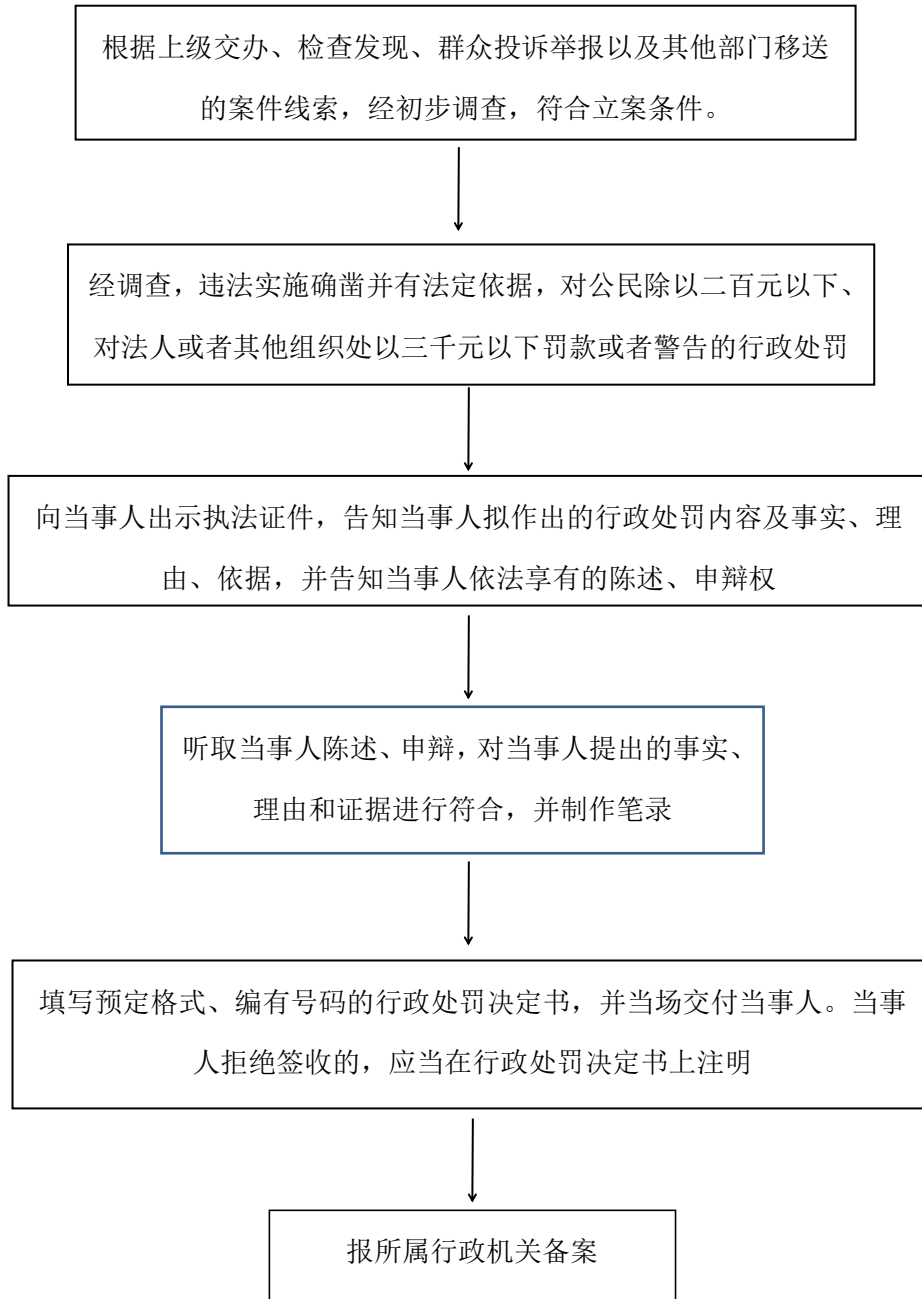 根据上级交办、检查发现、群众投诉举报以及其他部门移送
的案件线索，经初步调查，符合立案条件。
经调查，违法实施确凿并有法定依据，对公民除以二百元以下、
对法人或者其他组织处以三千元以下罚款或者警告的行政处罚
向当事人出示执法证件，告知当事人拟作出的行政处罚内容及事实、理
由、依据，并告知当事人依法享有的陈述、申辩权
听取当事人陈述、申辩，对当事人提出的事实、
理由和证据进行符合，并制作笔录
填写预定格式、编有号码的行政处罚决定书，并当场交付当事人。当事
人拒绝签收的，应当在行政处罚决定书上注明
报所属行政机关备案